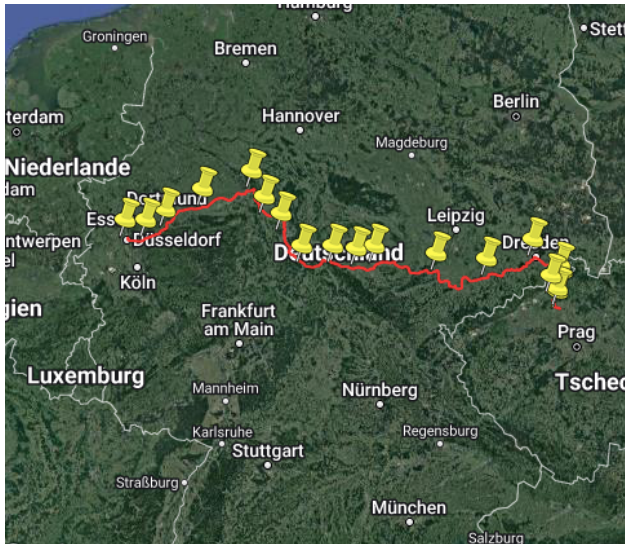 Hamburg
Groningen
Stett
Bremen
Berlin
terdam
Hannover
Magdeburg
Niederlande
dam
Dortmund
Ess
Leipzig
ntwerpen
Düsseldorf
Dresden
el
Deutschland
Köln
gien
Frankfurt
am Main
Prag
Luxemburg
Tschec
Mannheim
Nürnberg
Karlsruhe
Regensburg
Stuttgart
Straßburg
München
Salzburg